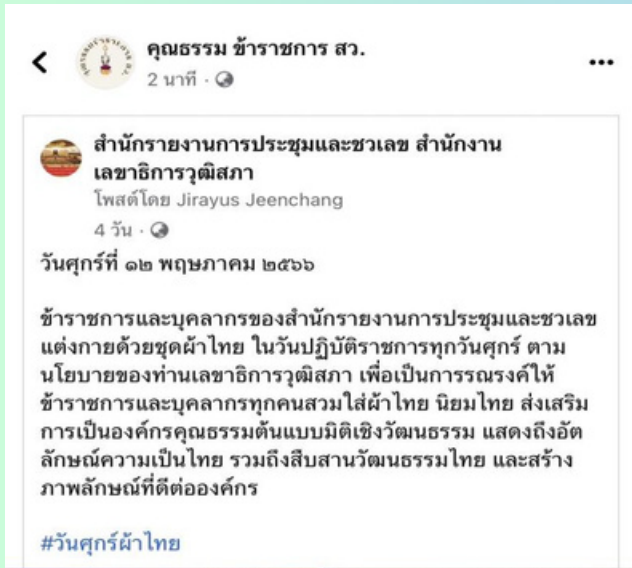 คุณธรรม ข้าราชการ สว.
2 นาที ·
สำนักรายงานการประชุมและชวเลข สำนักงาน
เลขาธิการวุฒิสภา
โพสต์โดย Jirayus Jeenchang
4 วัน ·
วันศุกร์ที่ ๑๒ พฤษภาคม ๒๕๖๖
ข้าราชการและบุคลากรของสำนักรายงานการประชุมและชวเลข
แต่งกายด้วยชุดผ้าไทย ในวันปฏิบัติราชการทุกวันศุกร์ ตาม
นโยบายของท่านเลขาธิการวุฒิสภา เพื่อเป็นการรณรงค์ให้
ข้าราชการและบุคลากรทุกคนสวมใส่ผ้าไทย นิยมไทย ส่งเสริม
การเป็นองค์กรคุณธรรมต้นแบบมิติเชิงวัฒนธรรม แสดงถึงอัต
ลักษณ์ความเป็นไทย รวมถึงสืบสานวัฒนธรรมไทย และสร้าง
ภาพลักษณ์ที่ดีต่อองค์กร
#วันศุกร์ผ้าไทย